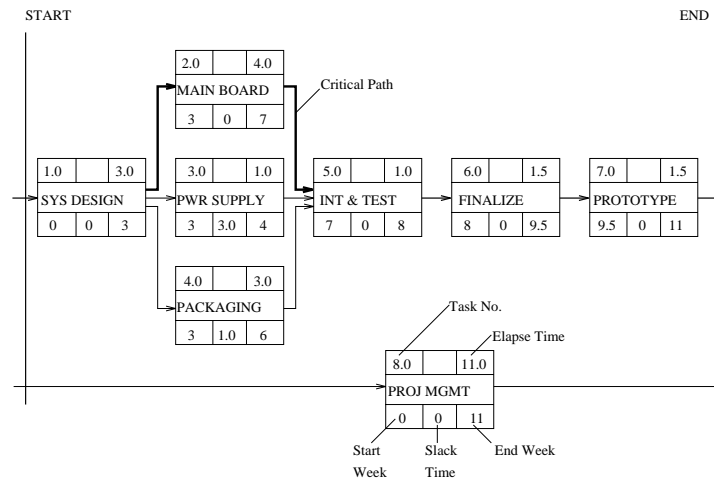 START END
2.0 4.0
MAIN BOARD
3 0 7
Critical Path
1.0 3.0
SYS DESIGN
0 0 3
3.0 1.0
PWR SUPPLY
3 3.0 4
5.0 1.0
INT & TEST
7 0 8
6.0 1.5
FINALIZE
8 0 9.5
7.0 1.5
PROTOTYPE
9.5 0 11
4.0 3.0
PACKAGING
3 1.0 6
Task No.
Elapse Time
8.0 11.0
PROJ MGMT
0 0 11
Start Week
Slack Time
End Week